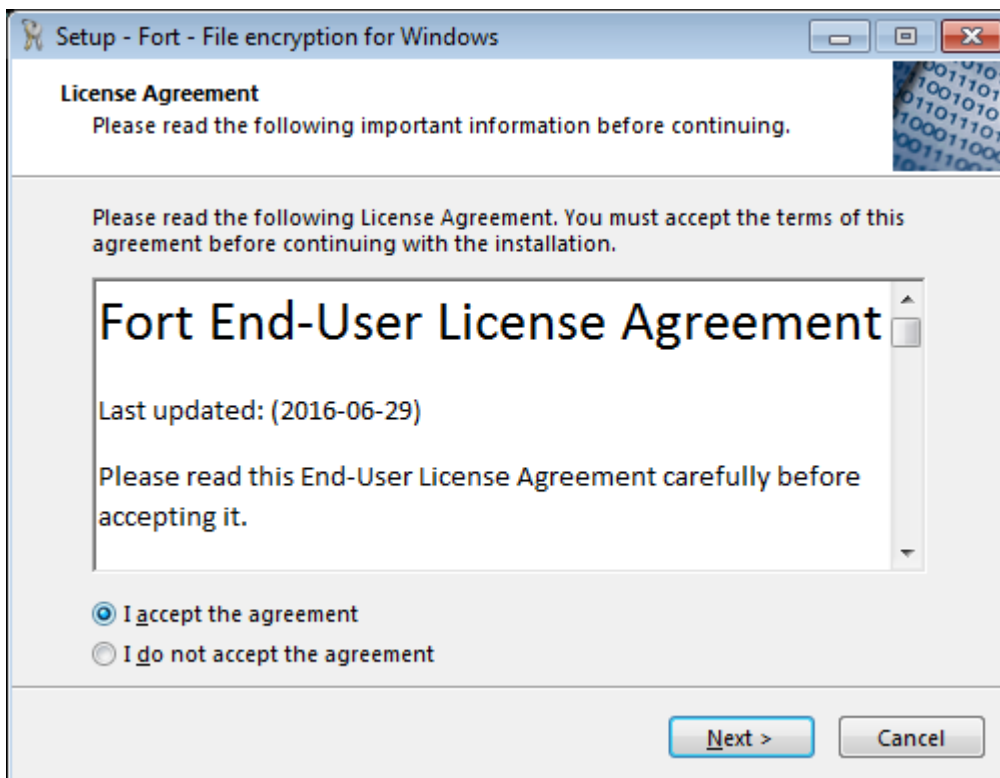 Setup - Fort - File encryption for Windows
License Agreement
Please read the following important information before continuing.
Please read the following License Agreement. You must accept the terms of this
agreement before continuing with the installation.
Fort End-User License Agreement
Last updated: (2016-06-29)
Please read this End-User License Agreement carefully before
accepting it.
I accept the agreement
I do not accept the agreement
Next >
Cancel